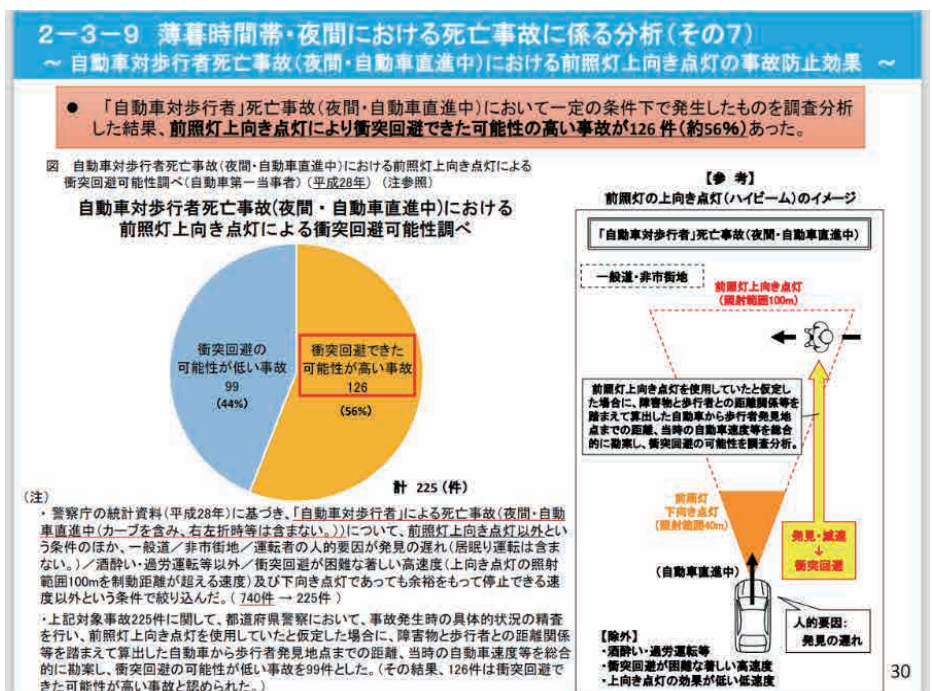 2－3－9 薄暮時間帯・夜間における死亡事故に係る分析（その7）
～ 自動車対歩行者死亡事故（夜間・自動車直進中）における前照灯上向き点灯の事故防止効果 ～
● 「自動車対歩行者」死亡事故（夜間・自動車直進中）において一定の条件下で発生したものを調査分析
した結果、前照灯上向き点灯により衝突回避できた可能性の高い事故が126 件（約56%）あった。
図 自動車対歩行者死亡事故（夜間・自動車直進中）における前照灯上向き点灯による
衝突回避可能性調べ（自動車第一当事者）（平成28年）（注参照）
自動車対歩行者死亡事故（夜間・自動車直進中）における
前照灯上向き点灯による衝突回避可能性調べ
衝突回避の
可能性が低い事故
99
（44%）
衝突回避できた
可能性が高い事故
126
（56%）
計 225（件）
（注）
・警察庁の統計資料（平成28年）に基づき、「自動車対歩行者」による死亡事故（夜間・自動
車直進中（カーブを含み、右左折時等は含まない。））について、前照灯上向き点灯以外とい
う条件のほか、一般道／非市街地／運転者の人的要因が発見の遅れ（居眠り運転は含ま
ない。）／酒酔い・過労運転等以外／衝突回避が困難な著しい高速度（上向き点灯の照射
範囲100mを制動距離が超える速度）及び下向き点灯であっても余裕をもって停止できる速
度以外という条件で絞り込んだ。（ 740件 → 225件 ）
・上記対象事故225件に関して、都道府県警察において、事故発生時の具体的状況の精査
を行い、前照灯上向き点灯を使用していたと仮定した場合に、障害物と歩行者との距離関係
等を踏まえて算出した自動車から歩行者発見地点までの距離、当時の自動車速度等を総合
的に勘案し、衝突回避の可能性が低い事故を99件とした。（その結果、126件は衝突回避で
きた可能性が高い事故と認められた。）
【参 考】
前照灯の上向き点灯（ハイビーム）のイメージ
「自動車対歩行者」死亡事故（夜間・自動車直進中）
一般道・非市街地
前照灯上向き点灯
（照射範囲100m）
前照灯上向き点灯を使用していたと仮定し
た場合に、障害物と歩行者との距離関係等を
踏まえて算出した自動車から歩行者発見地
点までの距離、当時の自動車速度等を総合
的に勘案し、衝突回避の可能性を調査分析。
前照灯
下向き点灯
（照射範囲40m）
発見・減速
↓
衝突回避
（自動車直進中）
人的要因：
発見の遅れ
【除外】
・酒酔い・過労運転等
・衝突回避が困難な著しい高速度
・上向き点灯の効果が低い低速度
30